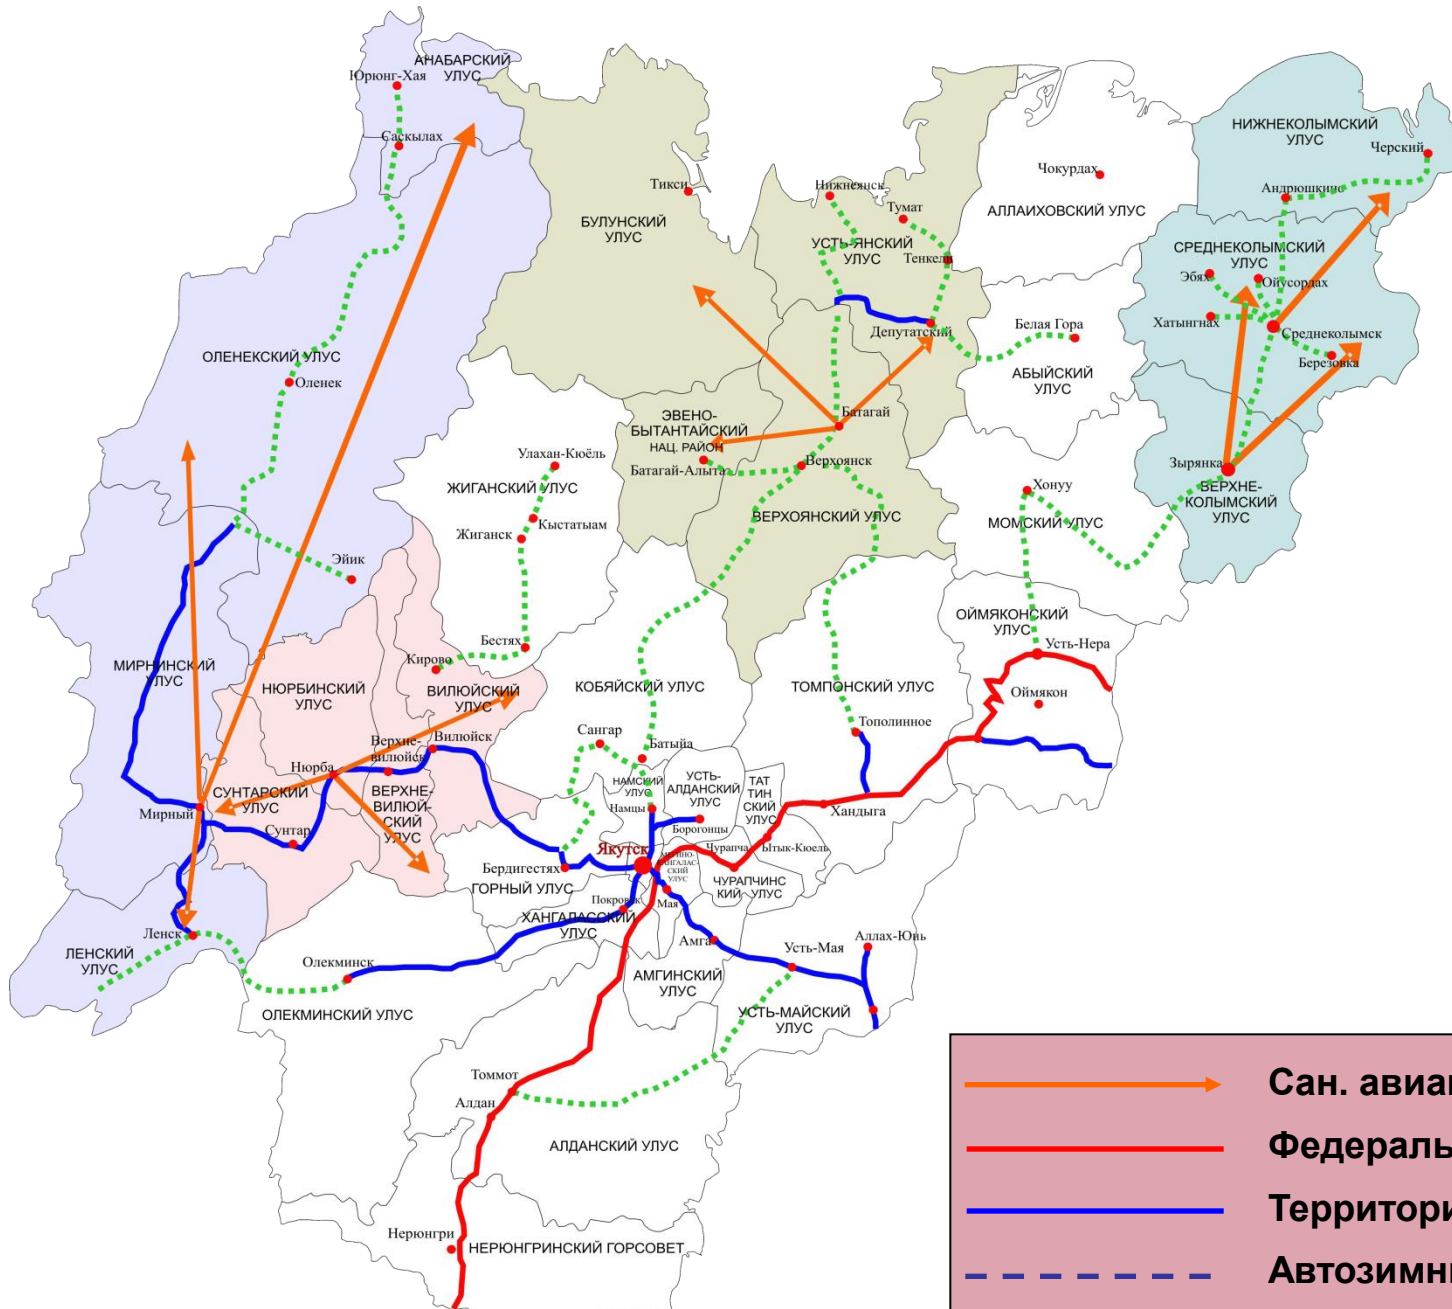 АНАБАРСКИЙ
УЛУС
Юрюнг-Хая
Саскылах
Тикси
БУЛУНСКИЙ
УЛУС
Нижнеянск
Тумат
УСТЬ-ЯНСКИЙ
УЛУС
Тенкели
Депутатский
Чокурдах
АЛЛАИХОВСКИЙ УЛУС
НИЖНЕКОЛЫМСКИЙ
УЛУС
Черский
Андрюшкино
СРЕДНЕКОЛЫМСКИЙ
УЛУС
Эбях
Ойусордах
Хатынгнах
Среднеколымск
Березовка
Белая Гора
АБЫЙСКИЙ
УЛУС
ОЛЕНЕКСКИЙ УЛУС
Оленек
ЭВЕНО-
БЫТАНТАЙСКИЙ
НАЦ. РАЙОН
Батагай-Алыта
Батагай
Верхоянск
ВЕРХОЯНСКИЙ УЛУС
Улахан-Кюёль
ЖИГАНСКИЙ УЛУС
Кыстатыам
Жиганск
Зырянка
ВЕРХНЕ-
КОЛЫМСКИЙ
УЛУС
Хонуу
МОМСКИЙ УЛУС
Эйик
Бестях
Кирово
ОЙМЯКОНСКИЙ
УЛУС
Усть-Нера
Оймякон
МИРНИНСКИЙ
УЛУС
НЮРБИНСКИЙ
УЛУС
ВИЛЮЙСКИЙ
УЛУС
КОБЯЙСКИЙ УЛУС
ТОМПОНСКИЙ УЛУС
Тополинное
Сангар
Батыйа
Верхне-
вилюйск
Вилюйск
Нюрба
СУНТАРСКИЙ
УЛУС
Мирный
Сунтар
ВЕРХНЕ-
ВИЛЮЙ-
СКИЙ
УЛУС
НАМСКИЙ
УЛУС
Намцы
УСТЬ-
АЛДАНСКИЙ
УЛУС
Борогонцы
ТАТ
ТИН
СКИЙ
УЛУС
Хандыга
Чурапча
Ытык-Кюель
ЧУРАПЧИНС
КИЙ УЛУС
Якутск
Бердигестях
ГОРНЫЙ УЛУС
Покровск
Мая
ХАНГАЛАССКИЙ
УЛУС
Ленск
ЛЕНСКИЙ
УЛУС
Олекминск
ОЛЕКМИНСКИЙ УЛУС
Амга
АМГИНСКИЙ
УЛУС
Усть-Мая
Аллах-Юнь
УСТЬ-МАЙСКИЙ
УЛУС
Томмот
Алдан
АЛДАНСКИЙ УЛУС
Нерюнгри
НЕРЮНГРИНСКИЙ ГОРСОВЕТ
Сан. авиа
Федераль
Территори
Автозимн